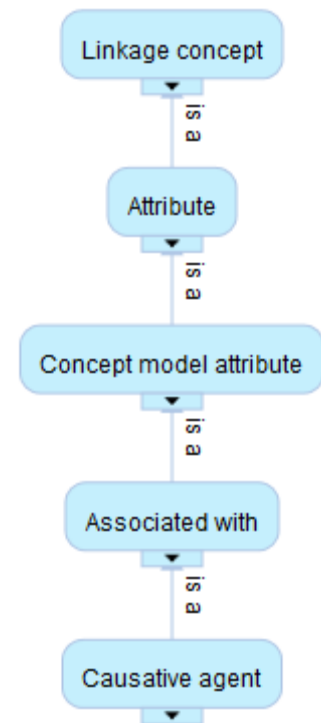 Linkage concept
is a
Attribute
is a
Concept model attribute
is a
Associated with
is a
Causative agent